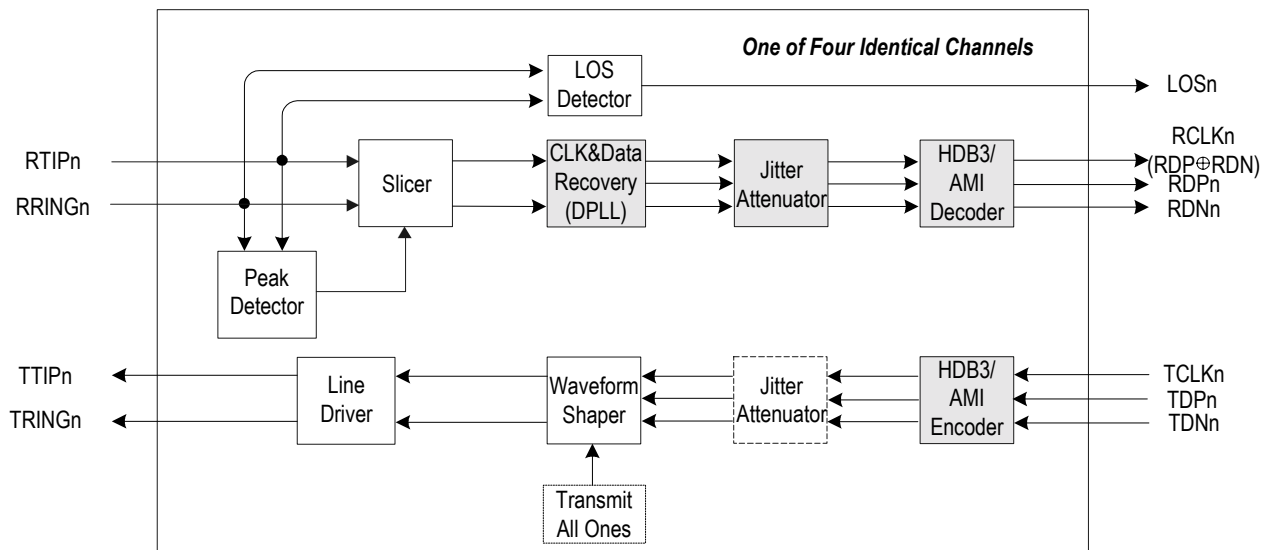 One of Four Identical Channels
LOS
Detector
LOSn
RTIPn
RRINGn
Slicer
CLK&Data
Recovery
(DPLL)
Jitter
Attenuator
HDB3/
AMI
Decoder
RCLKn
(RDP⊕RDN)
RDPn
RDNn
Peak
Detector
TTIPn
TRINGn
Line
Driver
Waveform
Shaper
Jitter
Attenuator
HDB3/
AMI
Encoder
TCLKn
TDPn
TDNn
Transmit
All Ones